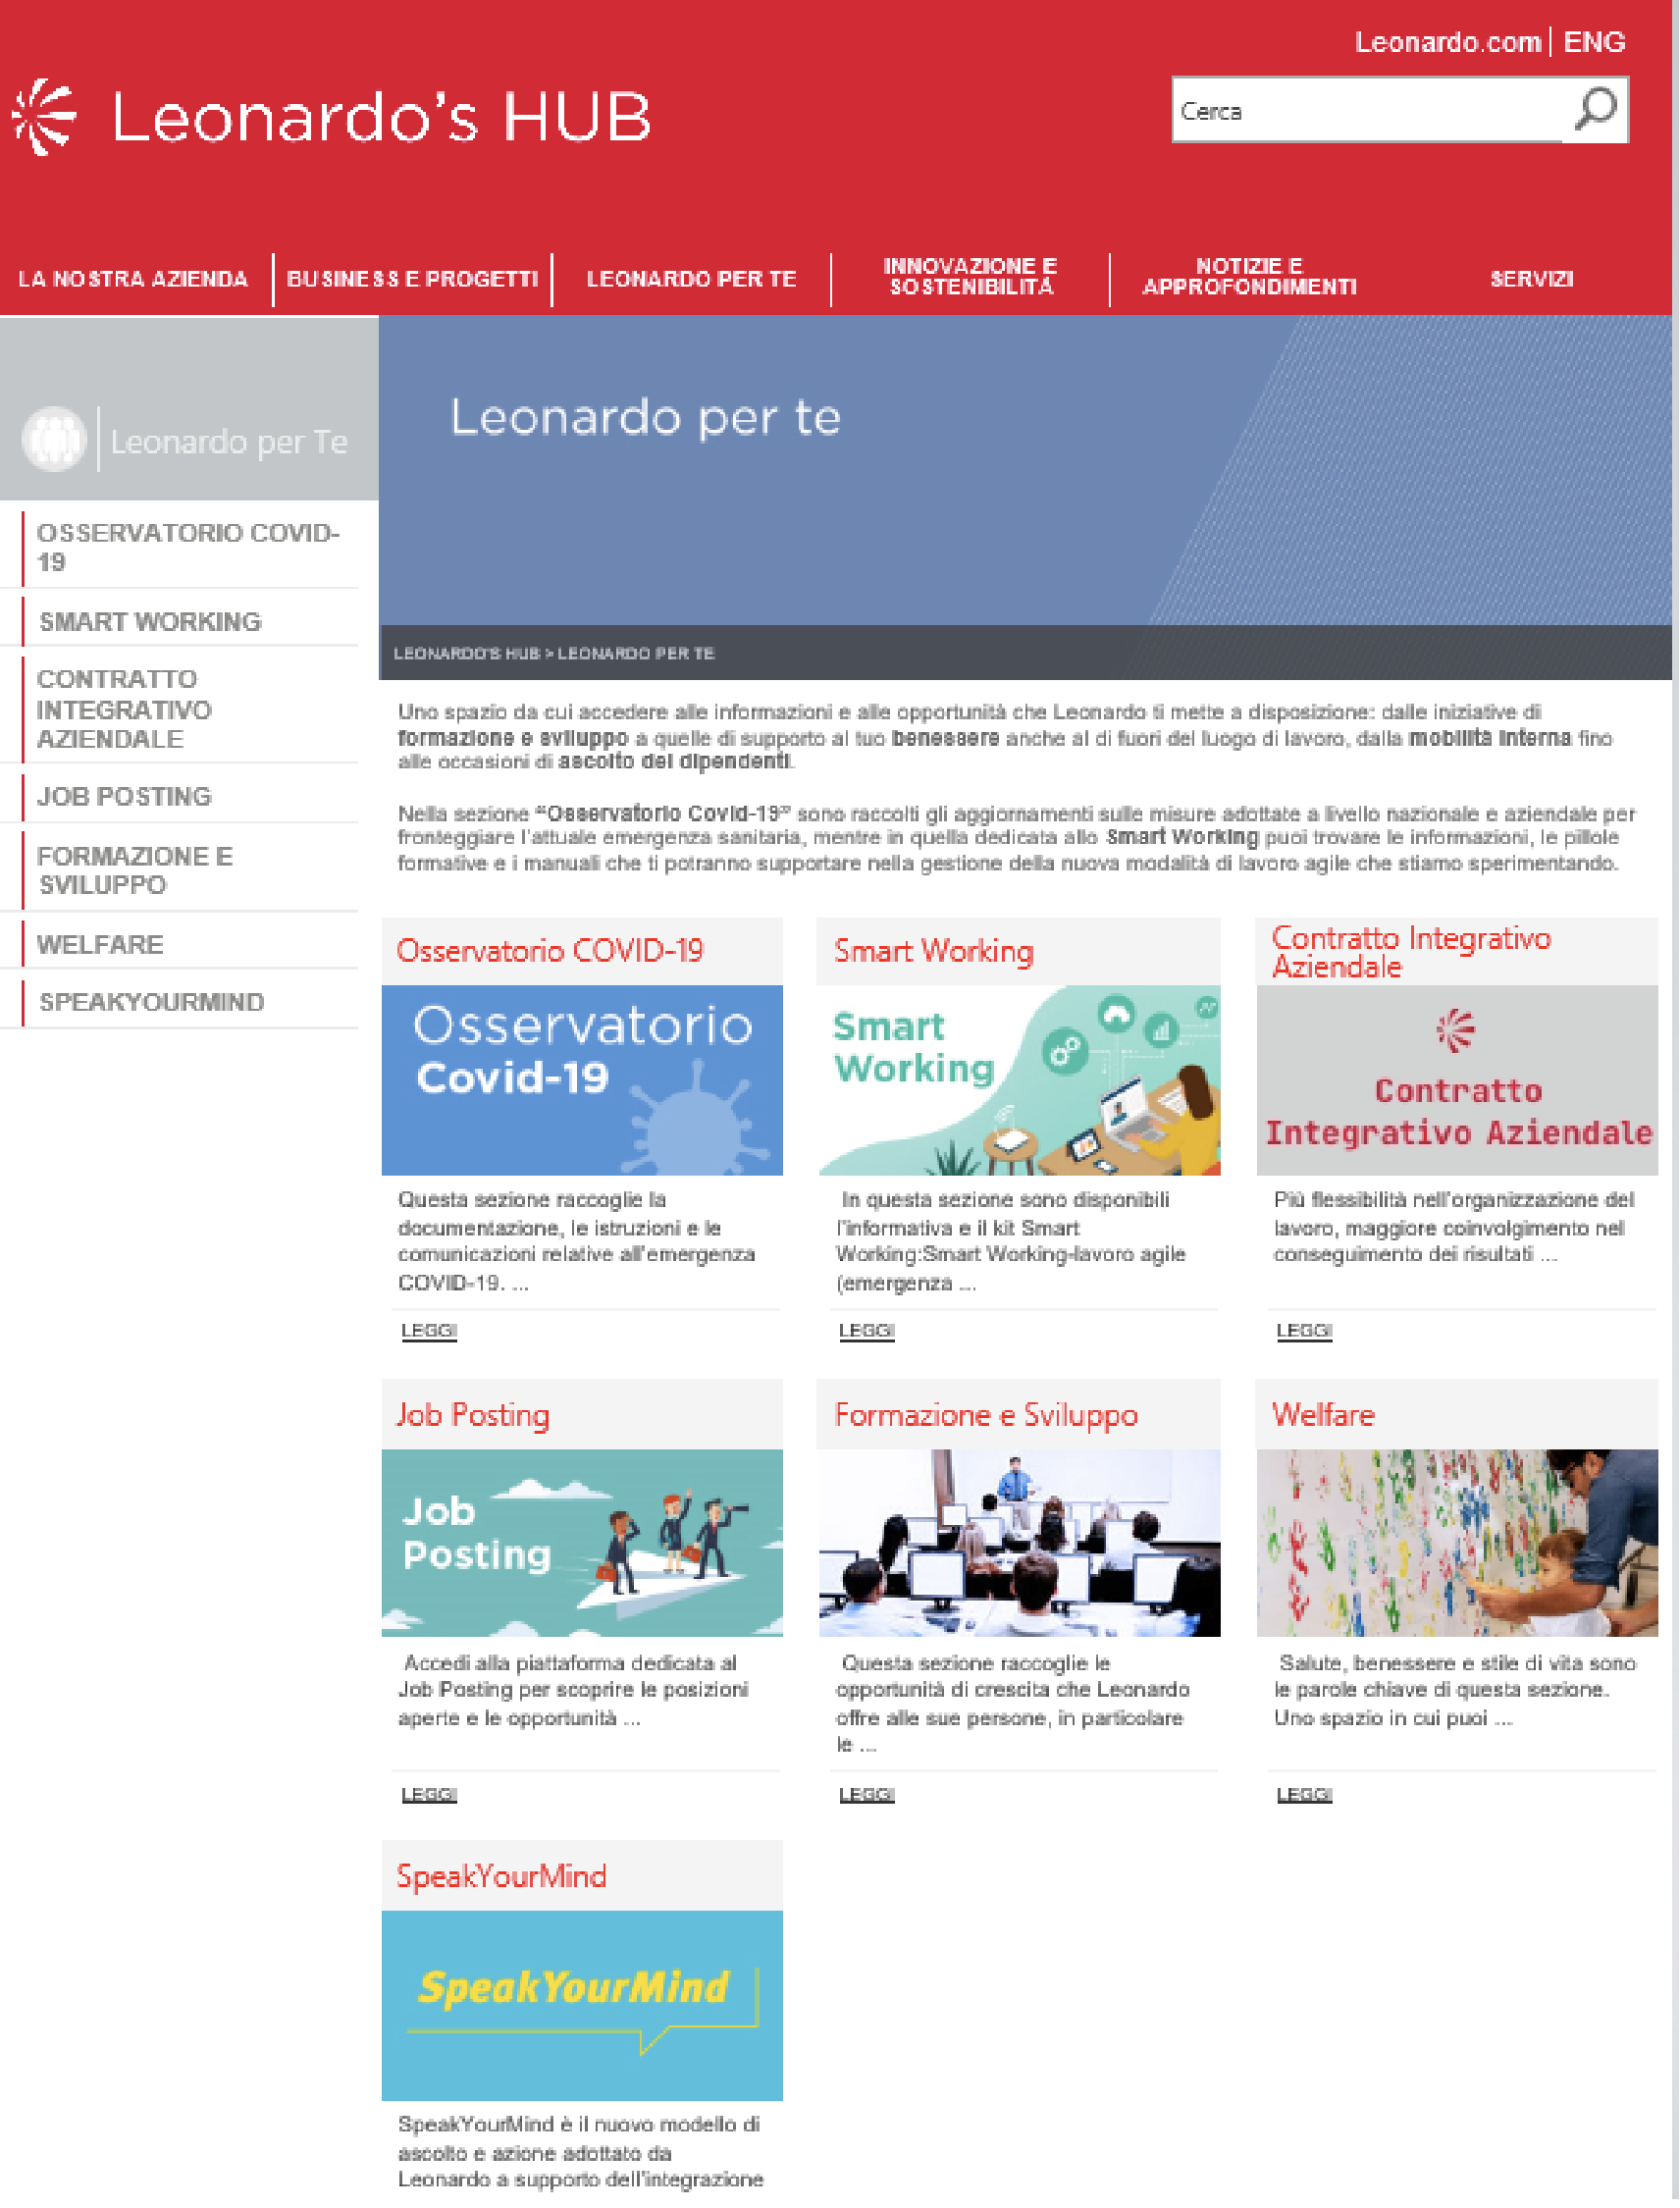 Leonardo.com | ENG
Leonardo's HUB
Cerca
LA NOSTRA AZIENDA
BUSINESS E PROGETTI
LEONARDO PER TE
INNOVAZIONE E
SOSTENIBILITÀ
NOTIZIE E
APPROFONDIMENTI
SERVIZI
Leonardo per Te
OSSERVATORIO COVID-
19
SMART WORKING
CONTRATTO
INTEGRATIVO
AZIENDALE
JOB POSTING
FORMAZIONE E
SVILUPPO
WELFARE
SPEAKYOURMIND
Leonardo per te
LEONARDO'S HUB > LEONARDO PER TE
Uno spazio da cui accedere alle informazioni e alle opportunità che Leonardo ti mette a disposizione: dalle iniziative di
formazione e sviluppo a quelle di supporto al tuo benessere anche al di fuori del luogo di lavoro, dalla mobilità interna fino
alle occasioni di ascolto dei dipendenti.
Nella sezione “Osservatorio Covid-19” sono raccolti gli aggiornamenti sulle misure adottate a livello nazionale e aziendale per
fronteggiare l'attuale emergenza sanitaria, mentre in quella dedicata allo Smart Working puoi trovare le informazioni, le pillole
formative e i manuali che ti potranno supportare nella gestione della nuova modalità di lavoro agile che stiamo sperimentando.
Osservatorio COVID-19
Osservatorio
Covid-19
Questa sezione raccoglie la
documentazione, le istruzioni e le
comunicazioni relative all'emergenza
COVID-19. ...
LEGGI
Smart Working
Smart
Working
In questa sezione sono disponibili
l'informativa e il kit Smart
Working:Smart Working-lavoro agile
(emergenza ...
LEGGI
Contratto Integrativo
Aziendale
Contratto
Integrativo Aziendale
Più flessibilità nell'organizzazione del
lavoro, maggiore coinvolgimento nel
conseguimento dei risultati ...
LEGGI
Job Posting
Job
Posting
Accedi alla piattaforma dedicata al
Job Posting per scoprire le posizioni
aperte e le opportunità ...
LEGGI
Formazione e Sviluppo
Questa sezione raccoglie le
opportunità di crescita che Leonardo
offre alle sue persone, in particolare
le ...
LEGGI
Welfare
Salute, benessere e stile di vita sono
le parole chiave di questa sezione.
Uno spazio in cui puoi ...
LEGGI
SpeakYourMind
SpeakYourMind
SpeakYourMind è il nuovo modello di
ascolto e azione adottato da
Leonardo a supporto dell'integrazione